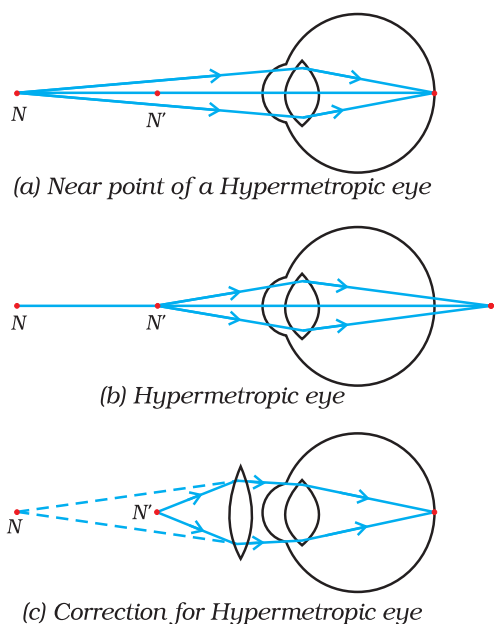 N
N′
(a) Near point of a Hypermetropic eye
N
N′
(b) Hypermetropic eye
N
N′
(c) Correction for Hypermetropic eye